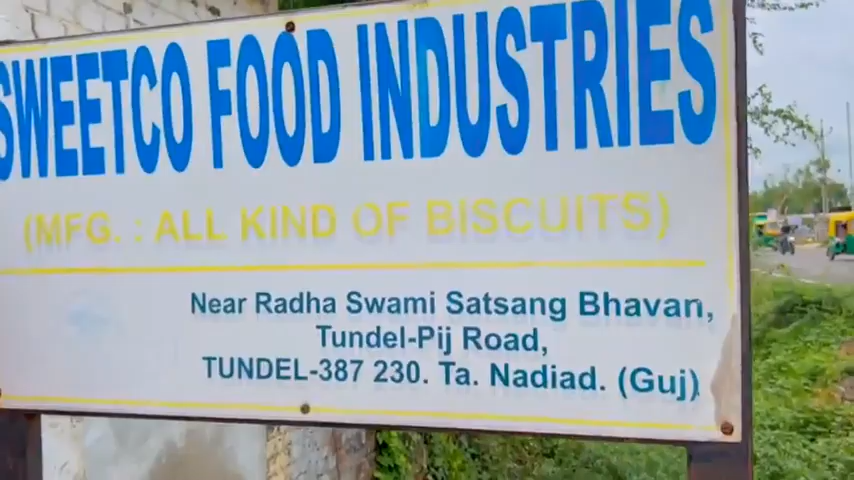 SWEETCO FOOD INDUSTRIES
(MFG. : ALL KIND OF BISCUITS)
Near Radha Swami Satsang Bhavan,
Tundel-Pij Road,
TUNDEL-387 230. Ta. Nadiad. (Guj.)